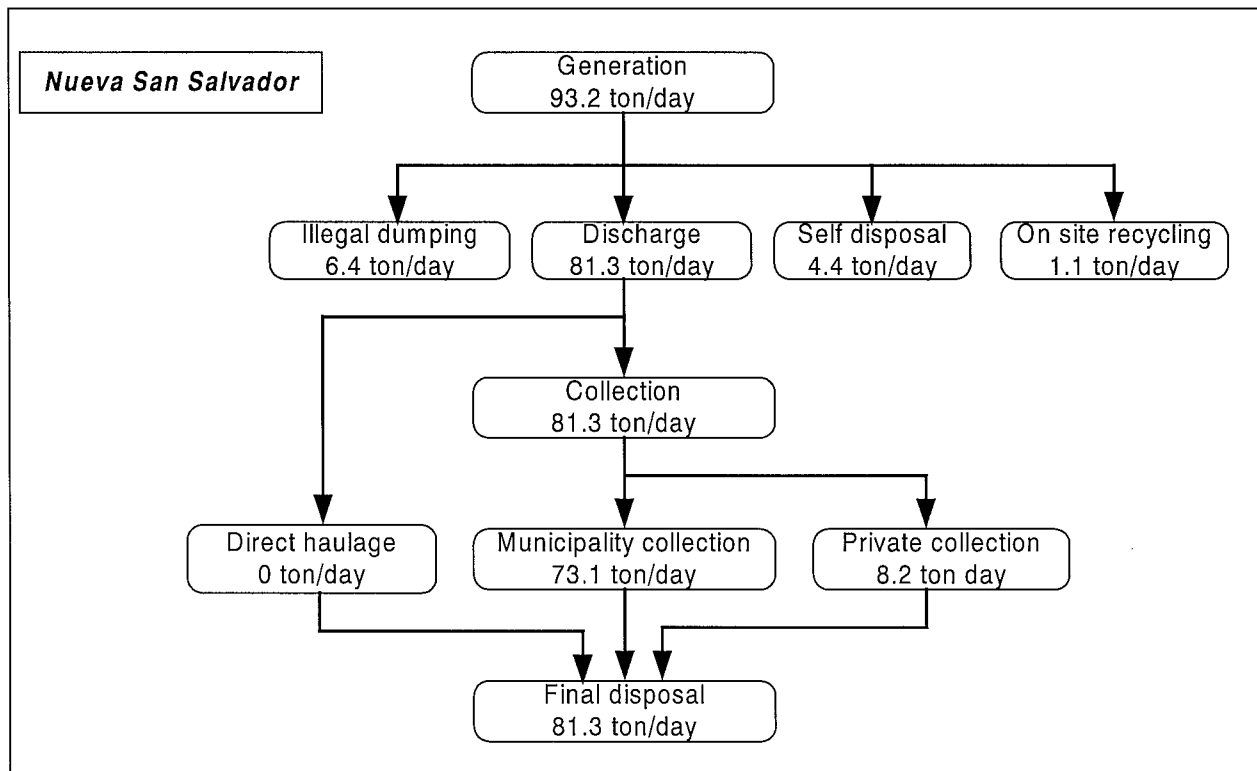 Nueva San Salvador
Generation
93.2 ton/day
Illegal dumping
6.4 ton/day
Discharge
81.3 ton/day
Self disposal
4.4 ton/day
On site recycling
1.1 ton/day
Collection
81.3 ton/day
Direct haulage
0 ton/day
Municipality collection
73.1 ton/day
Private collection
8.2 ton day
Final disposal
81.3 ton/day